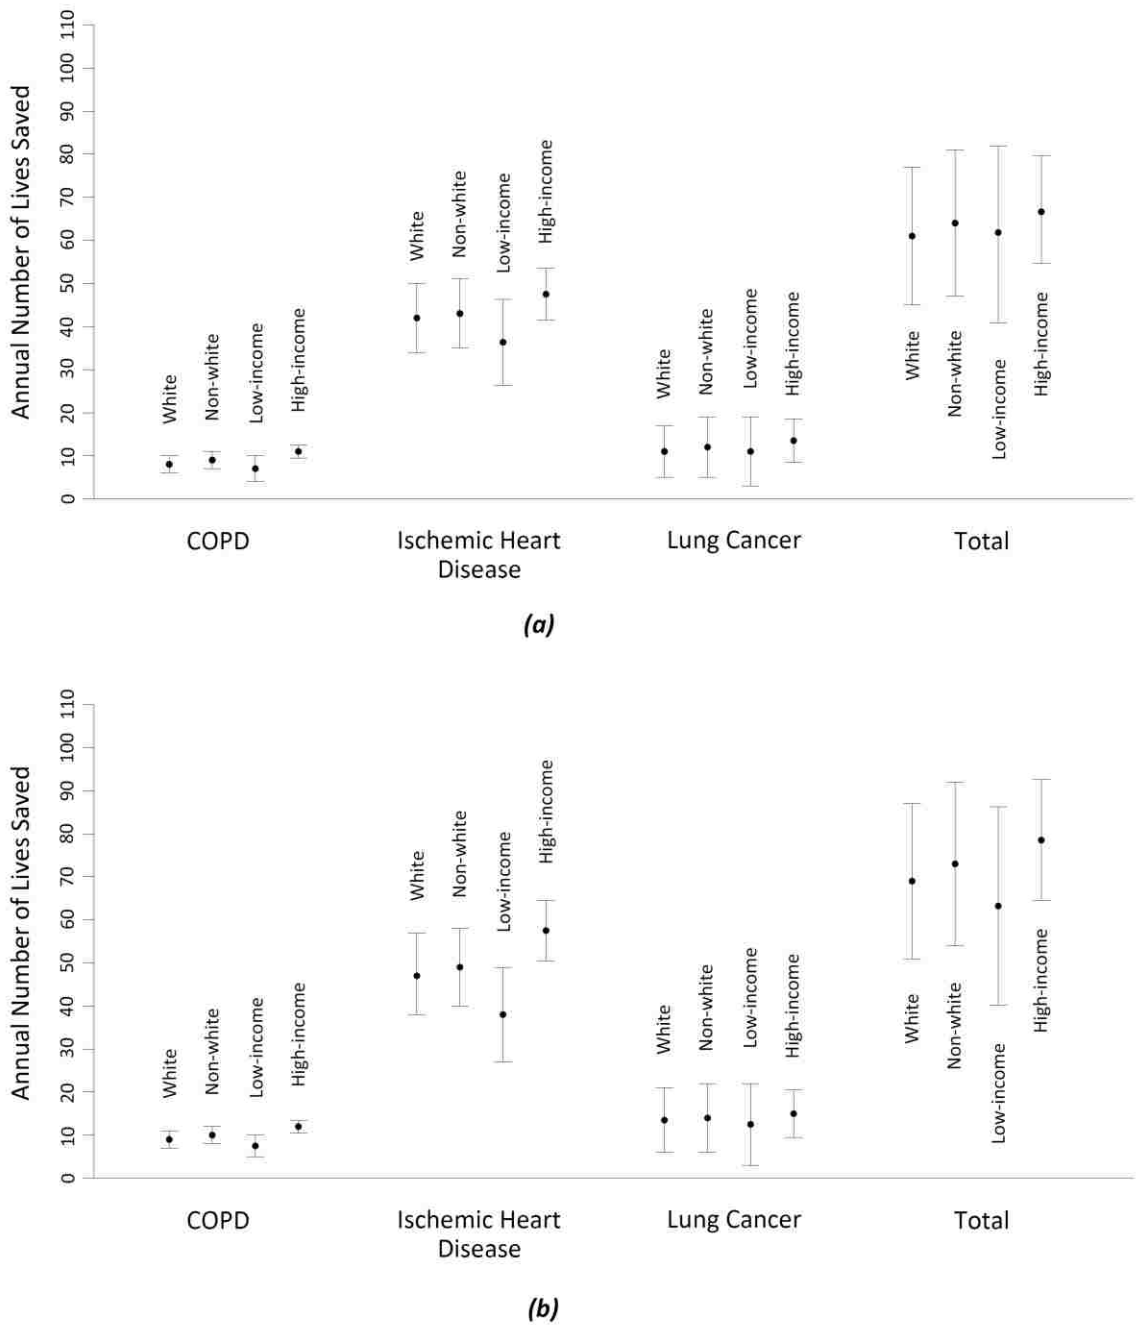 Annual Number of Lives Saved
110
100
90
80
70
60
50
40
30
20
10
0
White
Non-white
Low-income
High-income
White
Non-white
Low-income
High-income
White
Non-white
Low-income
High-income
White
Non-white
Low-income
High-income
COPD
Ischemic Heart
Disease
Lung Cancer
Total
(a)
Annual Number of Lives Saved
110
100
90
80
70
60
50
40
30
20
10
0
White
Non-white
Low-income
High-income
White
Non-white
Low-income
High-income
White
Non-white
Low-income
High-income
White
Non-white
Low-income
High-income
COPD
Ischemic Heart
Disease
Lung Cancer
Total
(b)